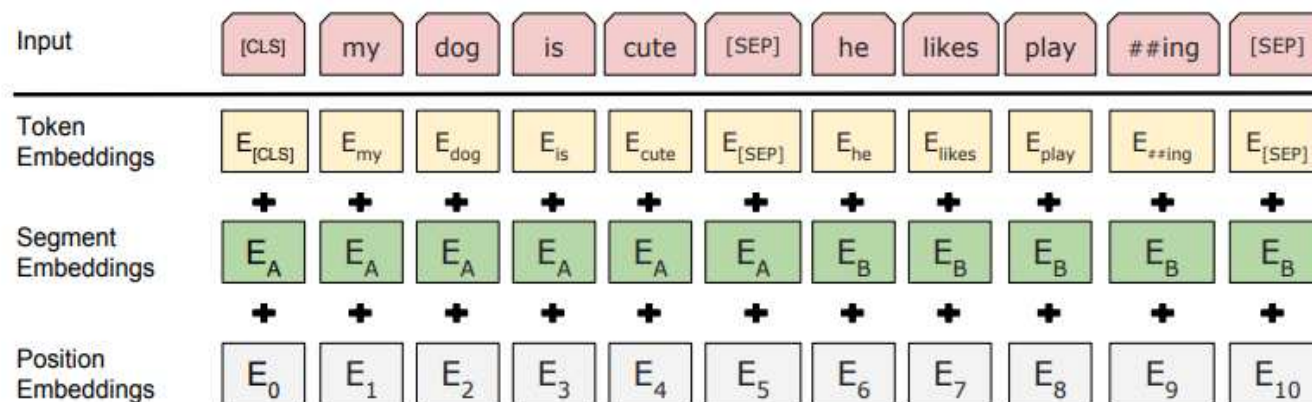 Input [CLS] my dog is cute [SEP] he likes play ##ing [SEP]
Token
Embeddings E[CLS] Emy Edog Eis Ecute E[SEP] Ehe Elikes Eplay E##ing E[SEP]
+ + + + + + + + + + +
Segment
Embeddings EA EA EA EA EA EA EB EB EB EB EB
+ + + + + + + + + + +
Position
Embeddings E0 E1 E2 E3 E4 E5 E6 E7 E8 E9 E10